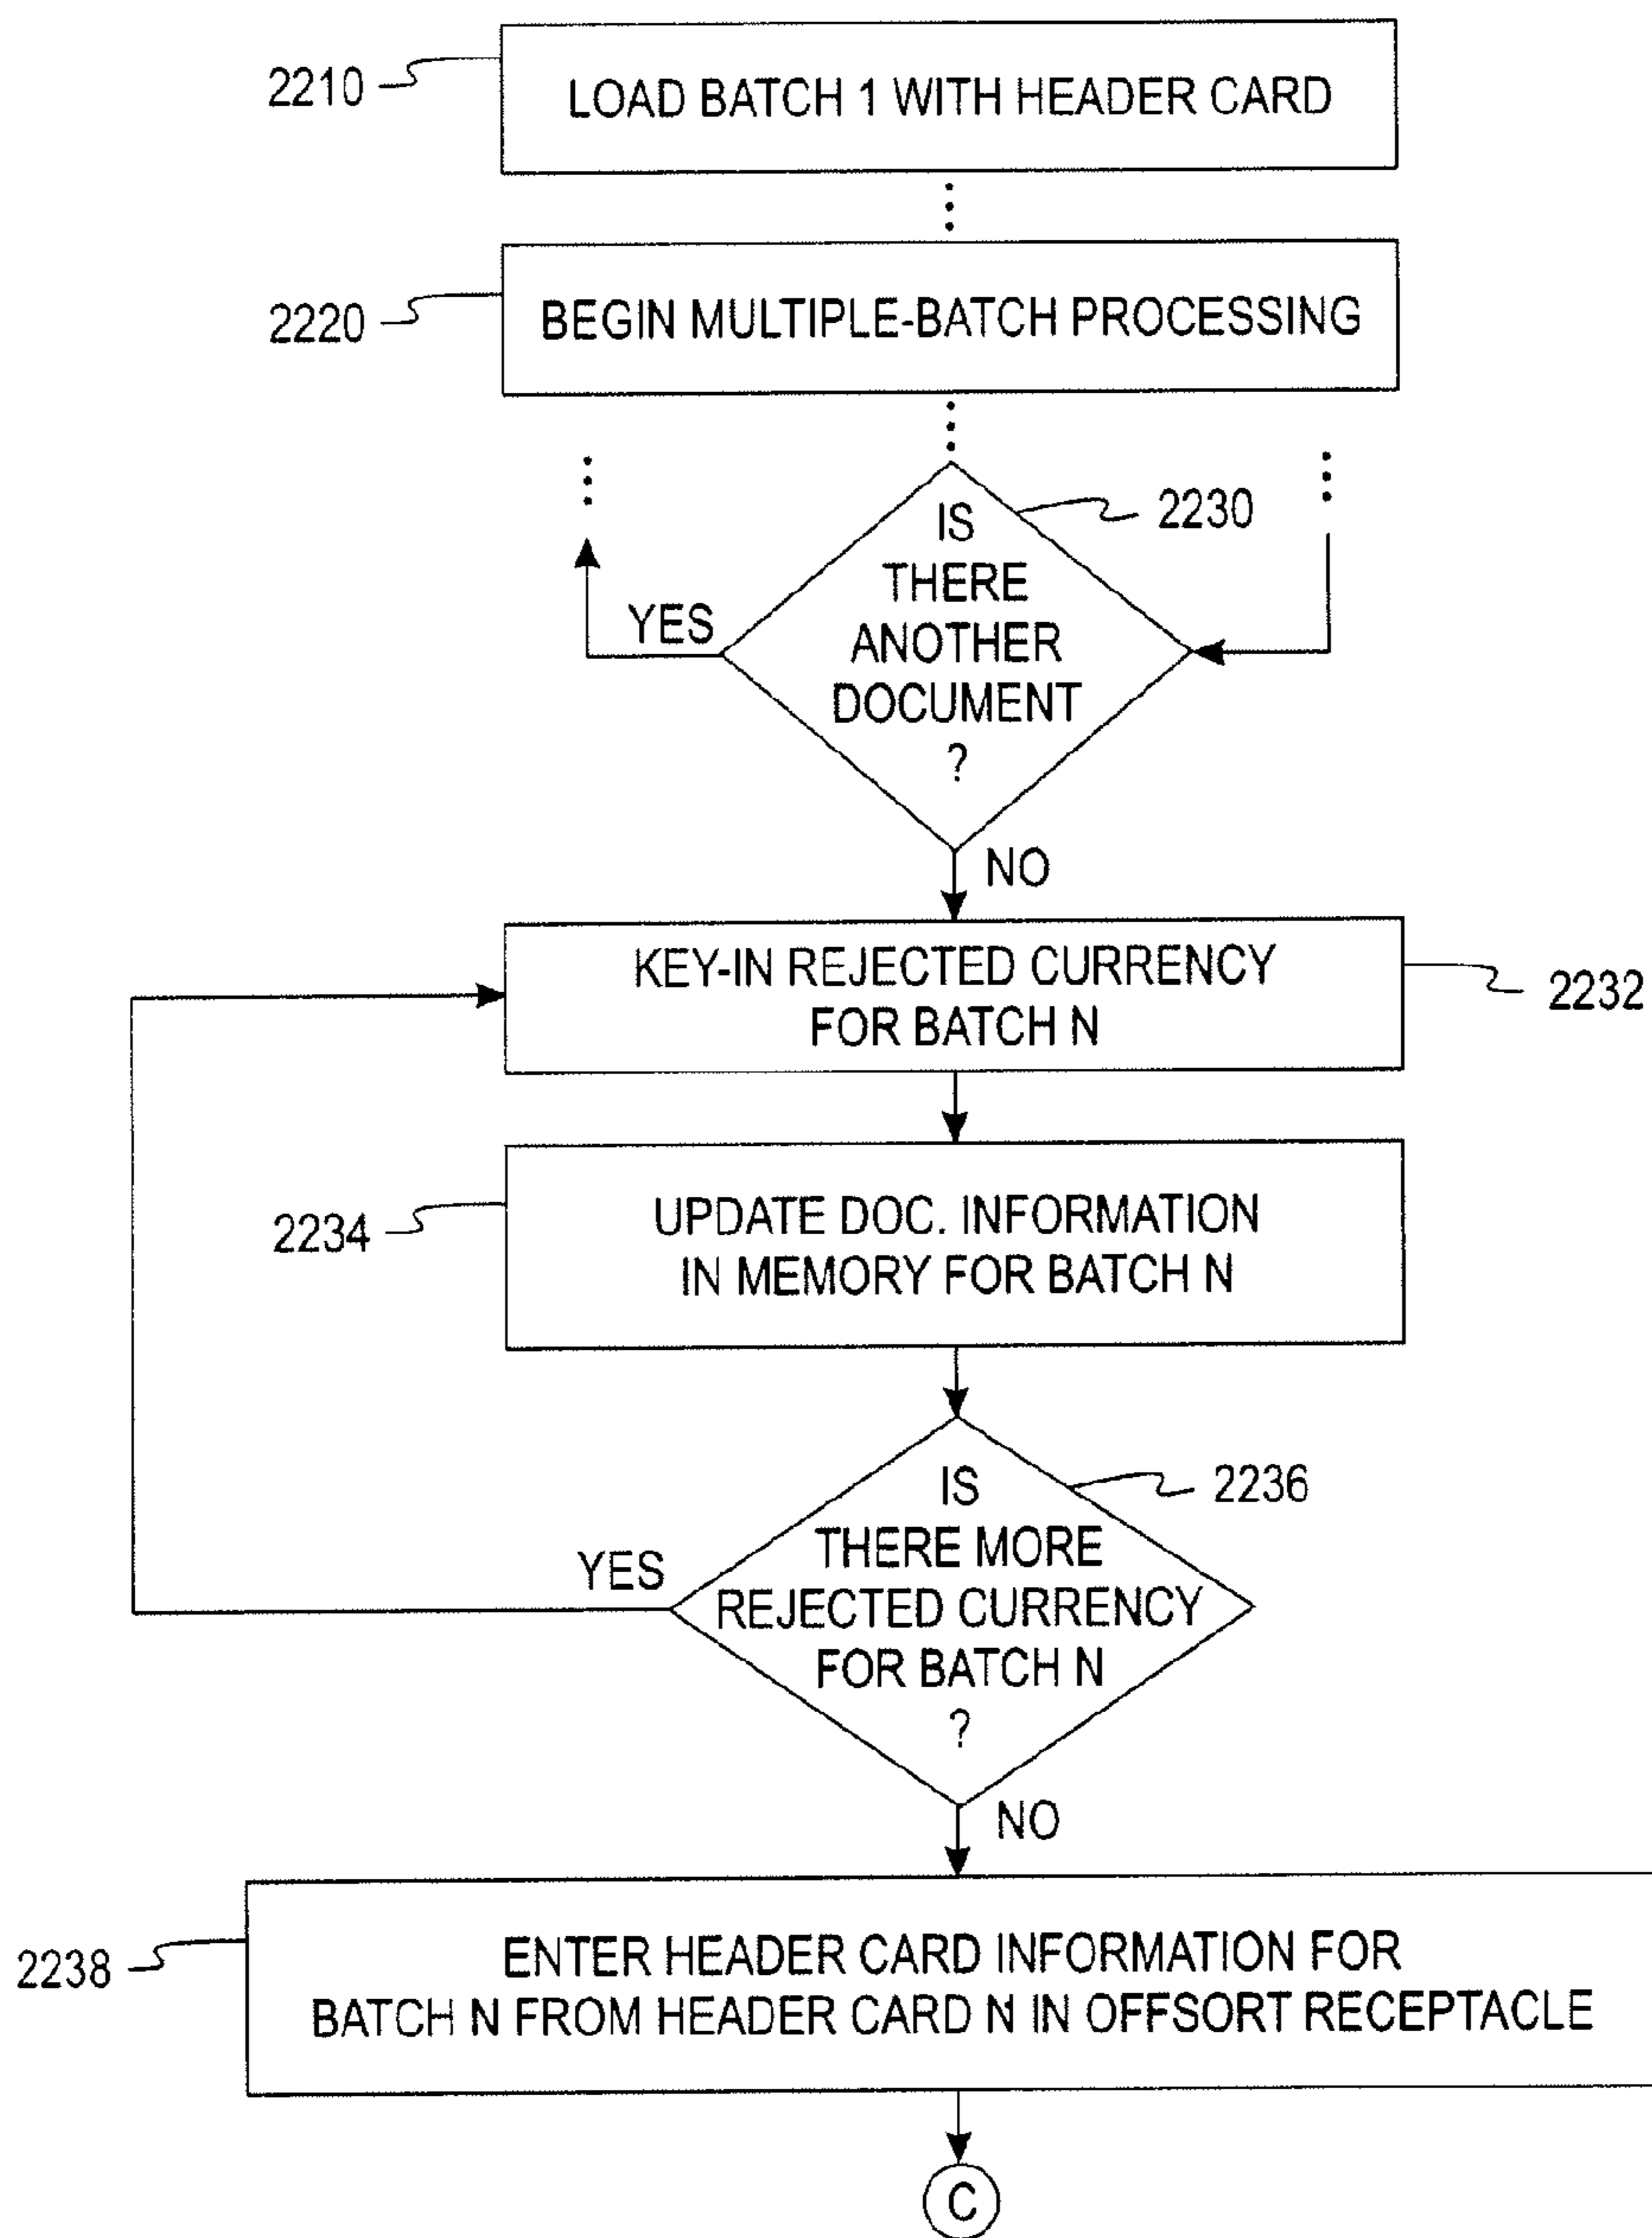 2210
LOAD BATCH 1 WITH HEADER CARD
2220
BEGIN MULTIPLE-BATCH PROCESSING
2230
IS
THERE
ANOTHER
DOCUMENT
?
YES
NO
KEY-IN REJECTED CURRENCY
FOR BATCH N
2232
2234
UPDATE DOC. INFORMATION
IN MEMORY FOR BATCH N
2236
IS
THERE MORE
REJECTED CURRENCY
FOR BATCH N
?
YES
NO
2238
ENTER HEADER CARD INFORMATION FOR
BATCH N FROM HEADER CARD N IN OFFSORT RECEPTACLE
C